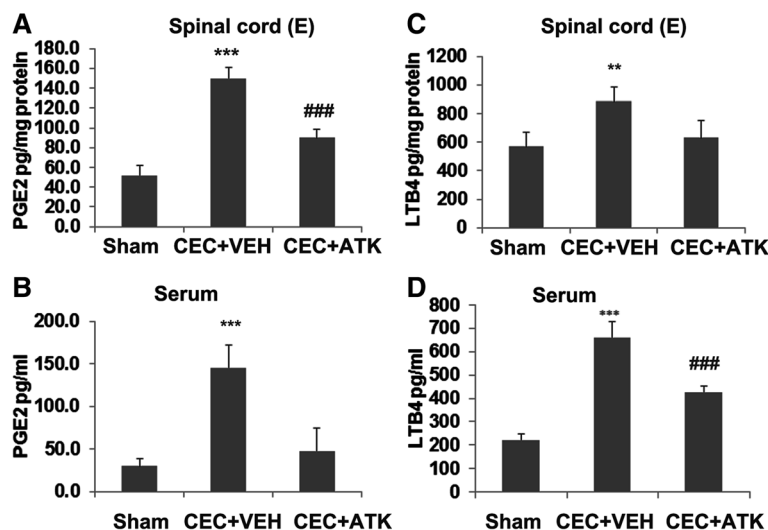 A
Spinal cord (E)
PGE2 pg/mg protein
180.0
160.0
140.0
120.0
100.0
80.0
60.0
40.0
20.0
0.0
***
###
Sham CEC+VEH CEC+ATK
C
Spinal cord (E)
LTB4 pg/mg protein
1200
1000
800
600
400
200
0
**
Sham CEC+VEH CEC+ATK
B
Serum
PGE2 pg/ml
200.0
150.0
100.0
50.0
0.0
***
Sham CEC+VEH CEC+ATK
D
Serum
LTB4 pg/ml
800
700
600
500
400
300
200
100
0
***
###
Sham CEC+VEH CEC+ATK